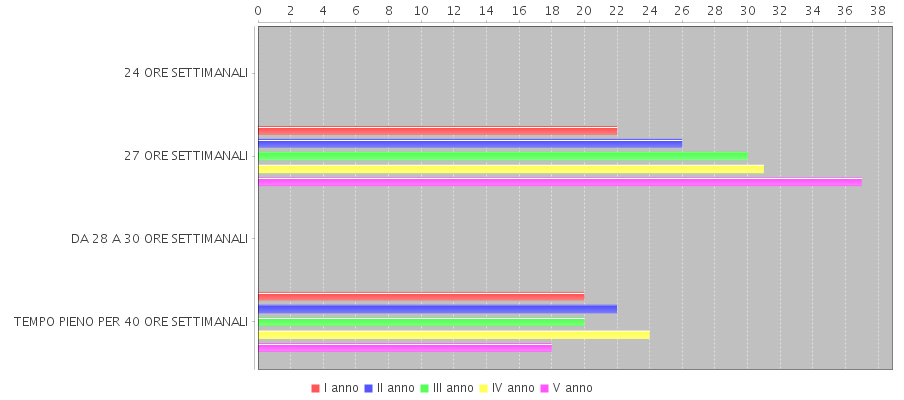 0 2 4 6 8 10 12 14 16 18 20 22 24 26 28 30 32 34 36 38
24 ORE SETTIMANALI
27 ORE SETTIMANALI
DA 28 A 30 ORE SETTIMANALI
TEMPO PIENO PER 40 ORE SETTIMANALI
I anno II anno III anno IV anno V anno